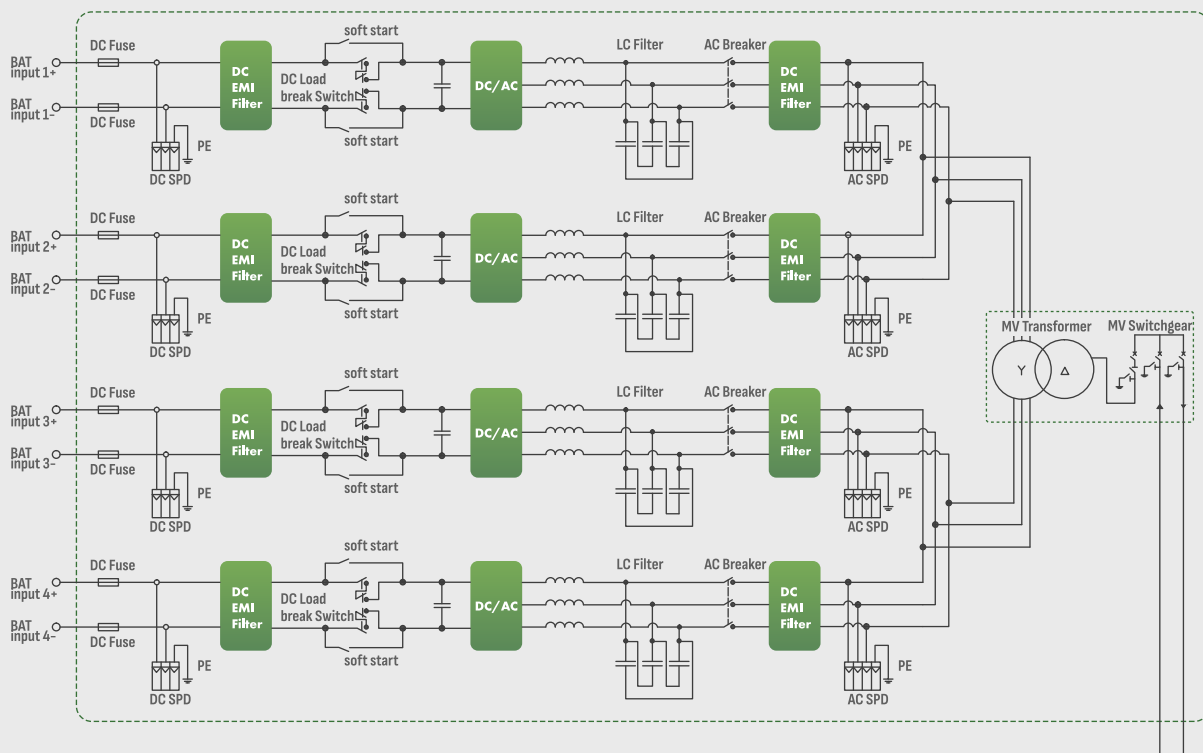 soft start
DC Fuse
LC Filter
AC Breaker
BAT
input 1+
DC
EMI
Filter
DC Load
break Switch
DC/AC
DC
EMI
Filter
BAT
input 1-
DC Fuse
soft start
PE
PE
DC SPD
AC SPD
soft start
DC Fuse
LC Filter
AC Breaker
BAT
input 2+
DC
EMI
Filter
DC Load
break Switch
DC/AC
DC
EMI
Filter
BAT
input 2-
DC Fuse
soft start
PE
PE
DC SPD
AC SPD
MV Transformer
MV Switchgear
Y
Δ
soft start
DC Fuse
LC Filter
AC Breaker
BAT
input 3+
DC
EMI
Filter
DC Load
break Switch
DC/AC
DC
EMI
Filter
BAT
input 3-
DC Fuse
soft start
PE
PE
DC SPD
AC SPD
soft start
DC Fuse
LC Filter
AC Breaker
BAT
input 4+
DC
EMI
Filter
DC Load
break Switch
DC/AC
DC
EMI
Filter
BAT
input 4-
DC Fuse
soft start
PE
PE
DC SPD
AC SPD